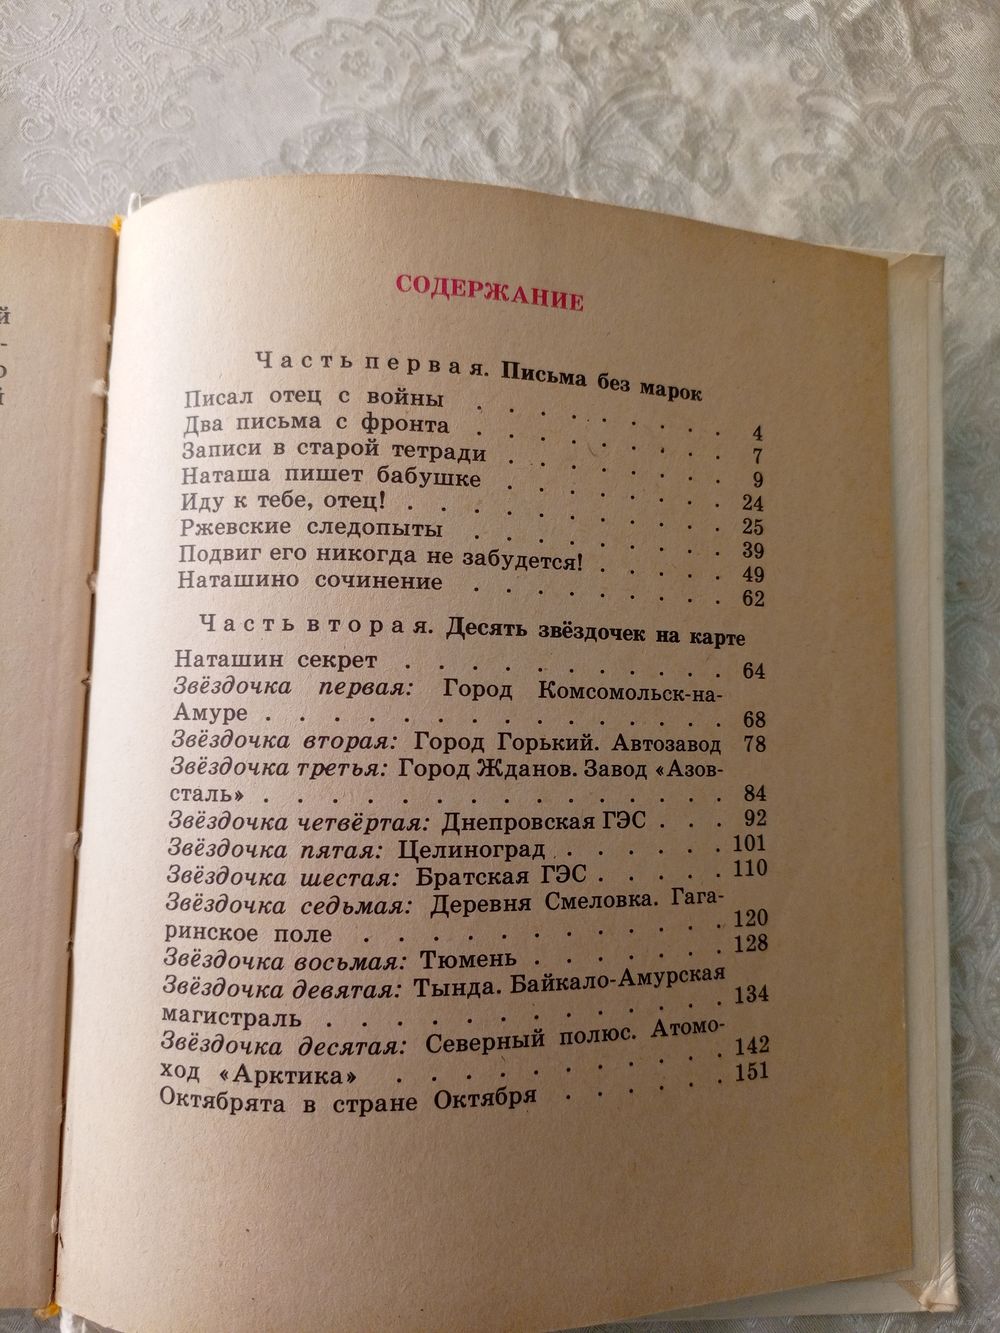 й
-
о
й
СОДЕРЖАНИЕ
Часть первая. Письма без марок
Писал отец с войны . . . . . . . . . 4
Два письма с фронта . . . . . . . . . 7
Записи в старой тетради . . . . . . . . 9
Наташа пишет бабушке . . . . . . . . 24
Иду к тебе, отец! . . . . . . . . . . 25
Ржевские следопыты . . . . . . . . . 39
Подвиг его никогда не забудется! . . . . . 49
Наташино сочинение . . . . . . . . . 62
Часть вторая. Десять звёздочек на карте
Наташин секрет . . . . . . . . . . . 64
Звёздочка первая: Город Комсомольск-на-
Амуре . . . . . . . . . . . . . . . 68
Звёздочка вторая: Город Горький. Автозавод 78
Звёздочка третья: Город Жданов. Завод «Азов-
сталь» . . . . . . . . . . . . . . . 84
Звёздочка четвёртая: Днепровская ГЭС . . . 92
Звёздочка пятая: Целиноград . . . . . . 101
Звёздочка шестая: Братская ГЭС . . . . . 110
Звёздочка седьмая: Деревня Смеловка. Гага-
ринское поле . . . . . . . . . . . . 120
Звёздочка восьмая: Тюмень . . . . . . . 128
Звёздочка девятая: Тында. Байкало-Амурская
магистраль . . . . . . . . . . . . . 134
Звёздочка десятая: Северный полюс. Атомо-
ход «Арктика» . . . . . . . . . . . 142
Октябрята в стране Октября . . . . . . 151